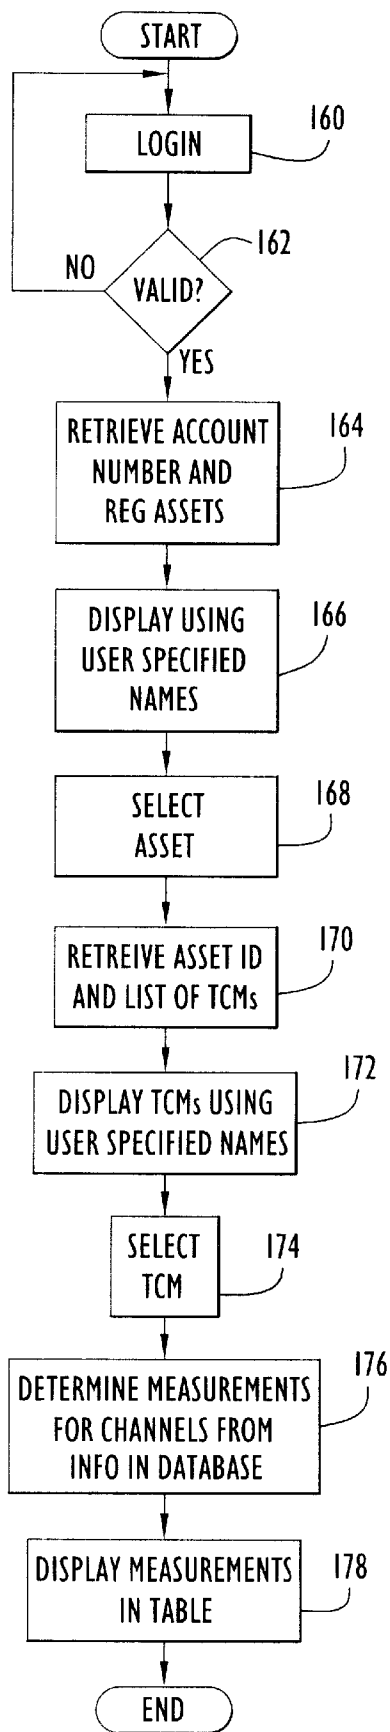 START
LOGIN
160
162
NO
VALID?
YES
RETRIEVE ACCOUNT
NUMBER AND
REG ASSETS
164
DISPLAY USING
USER SPECIFIED
NAMES
166
SELECT
ASSET
168
RETREIVE ASSET ID
AND LIST OF TCMs
170
DISPLAY TCMs USING
USER SPECIFIED NAMES
172
SELECT
TCM
174
DETERMINE MEASUREMENTS
FOR CHANNELS FROM
INFO IN DATABASE
176
DISPLAY MEASUREMENTS
IN TABLE
178
END